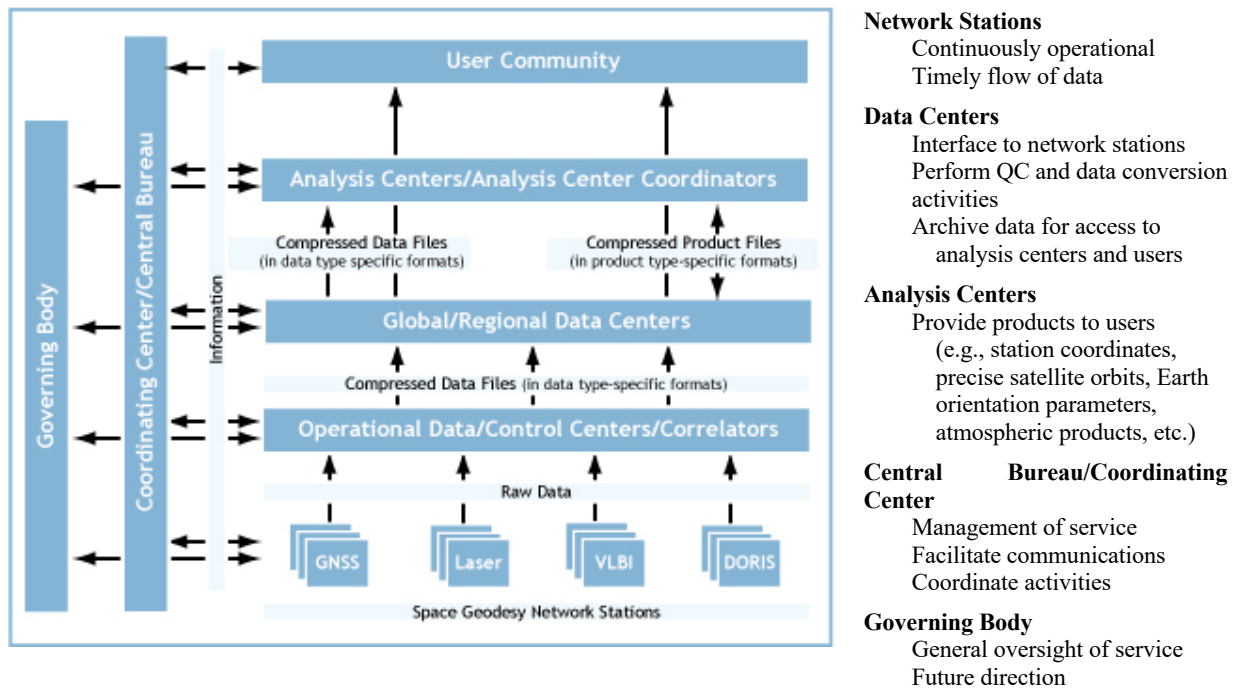 User Community
Analysis Centers/Analysis Center Coordinators
Compressed Data Files
(in data type specific formats)
Compressed Product Files
(in product type-specific formats)
Global/Regional Data Centers
Compressed Data Files (in data type-specific formats)
Operational Data/Control Centers/Correlators
Raw Data
GNSS
Laser
VLBI
DORIS
Space Geodesy Network Stations
Governing Body
Coordinating Center/Central Bureau
Information
Network Stations
Continuously operational
Timely flow of data
Data Centers
Interface to network stations
Perform QC and data conversion
activities
Archive data for access to
analysis centers and users
Analysis Centers
Provide products to users
(e.g., station coordinates,
precise satellite orbits, Earth
orientation parameters,
atmospheric products, etc.)
Central Bureau/Coordinating
Center
Management of service
Facilitate communications
Coordinate activities
Governing Body
General oversight of service
Future direction